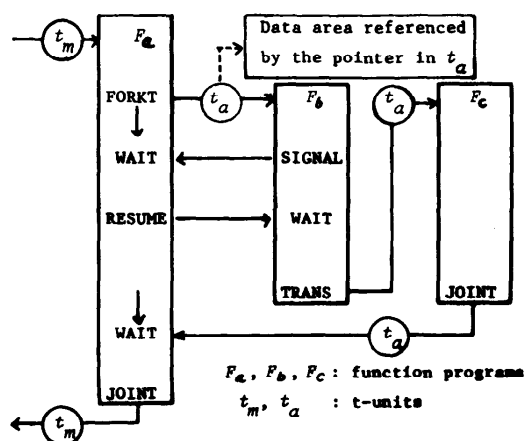 t_m
F_a
Data area referenced
by the pointer in t_a
FORKT
t_a
F_b
t_a
F_c
WAIT
SIGNAL
RESUME
WAIT
TRANS
JOINT
WAIT
t_a
JOINT
F_a, F_b, F_c : function programs
t_m, t_a : t-units
t_m